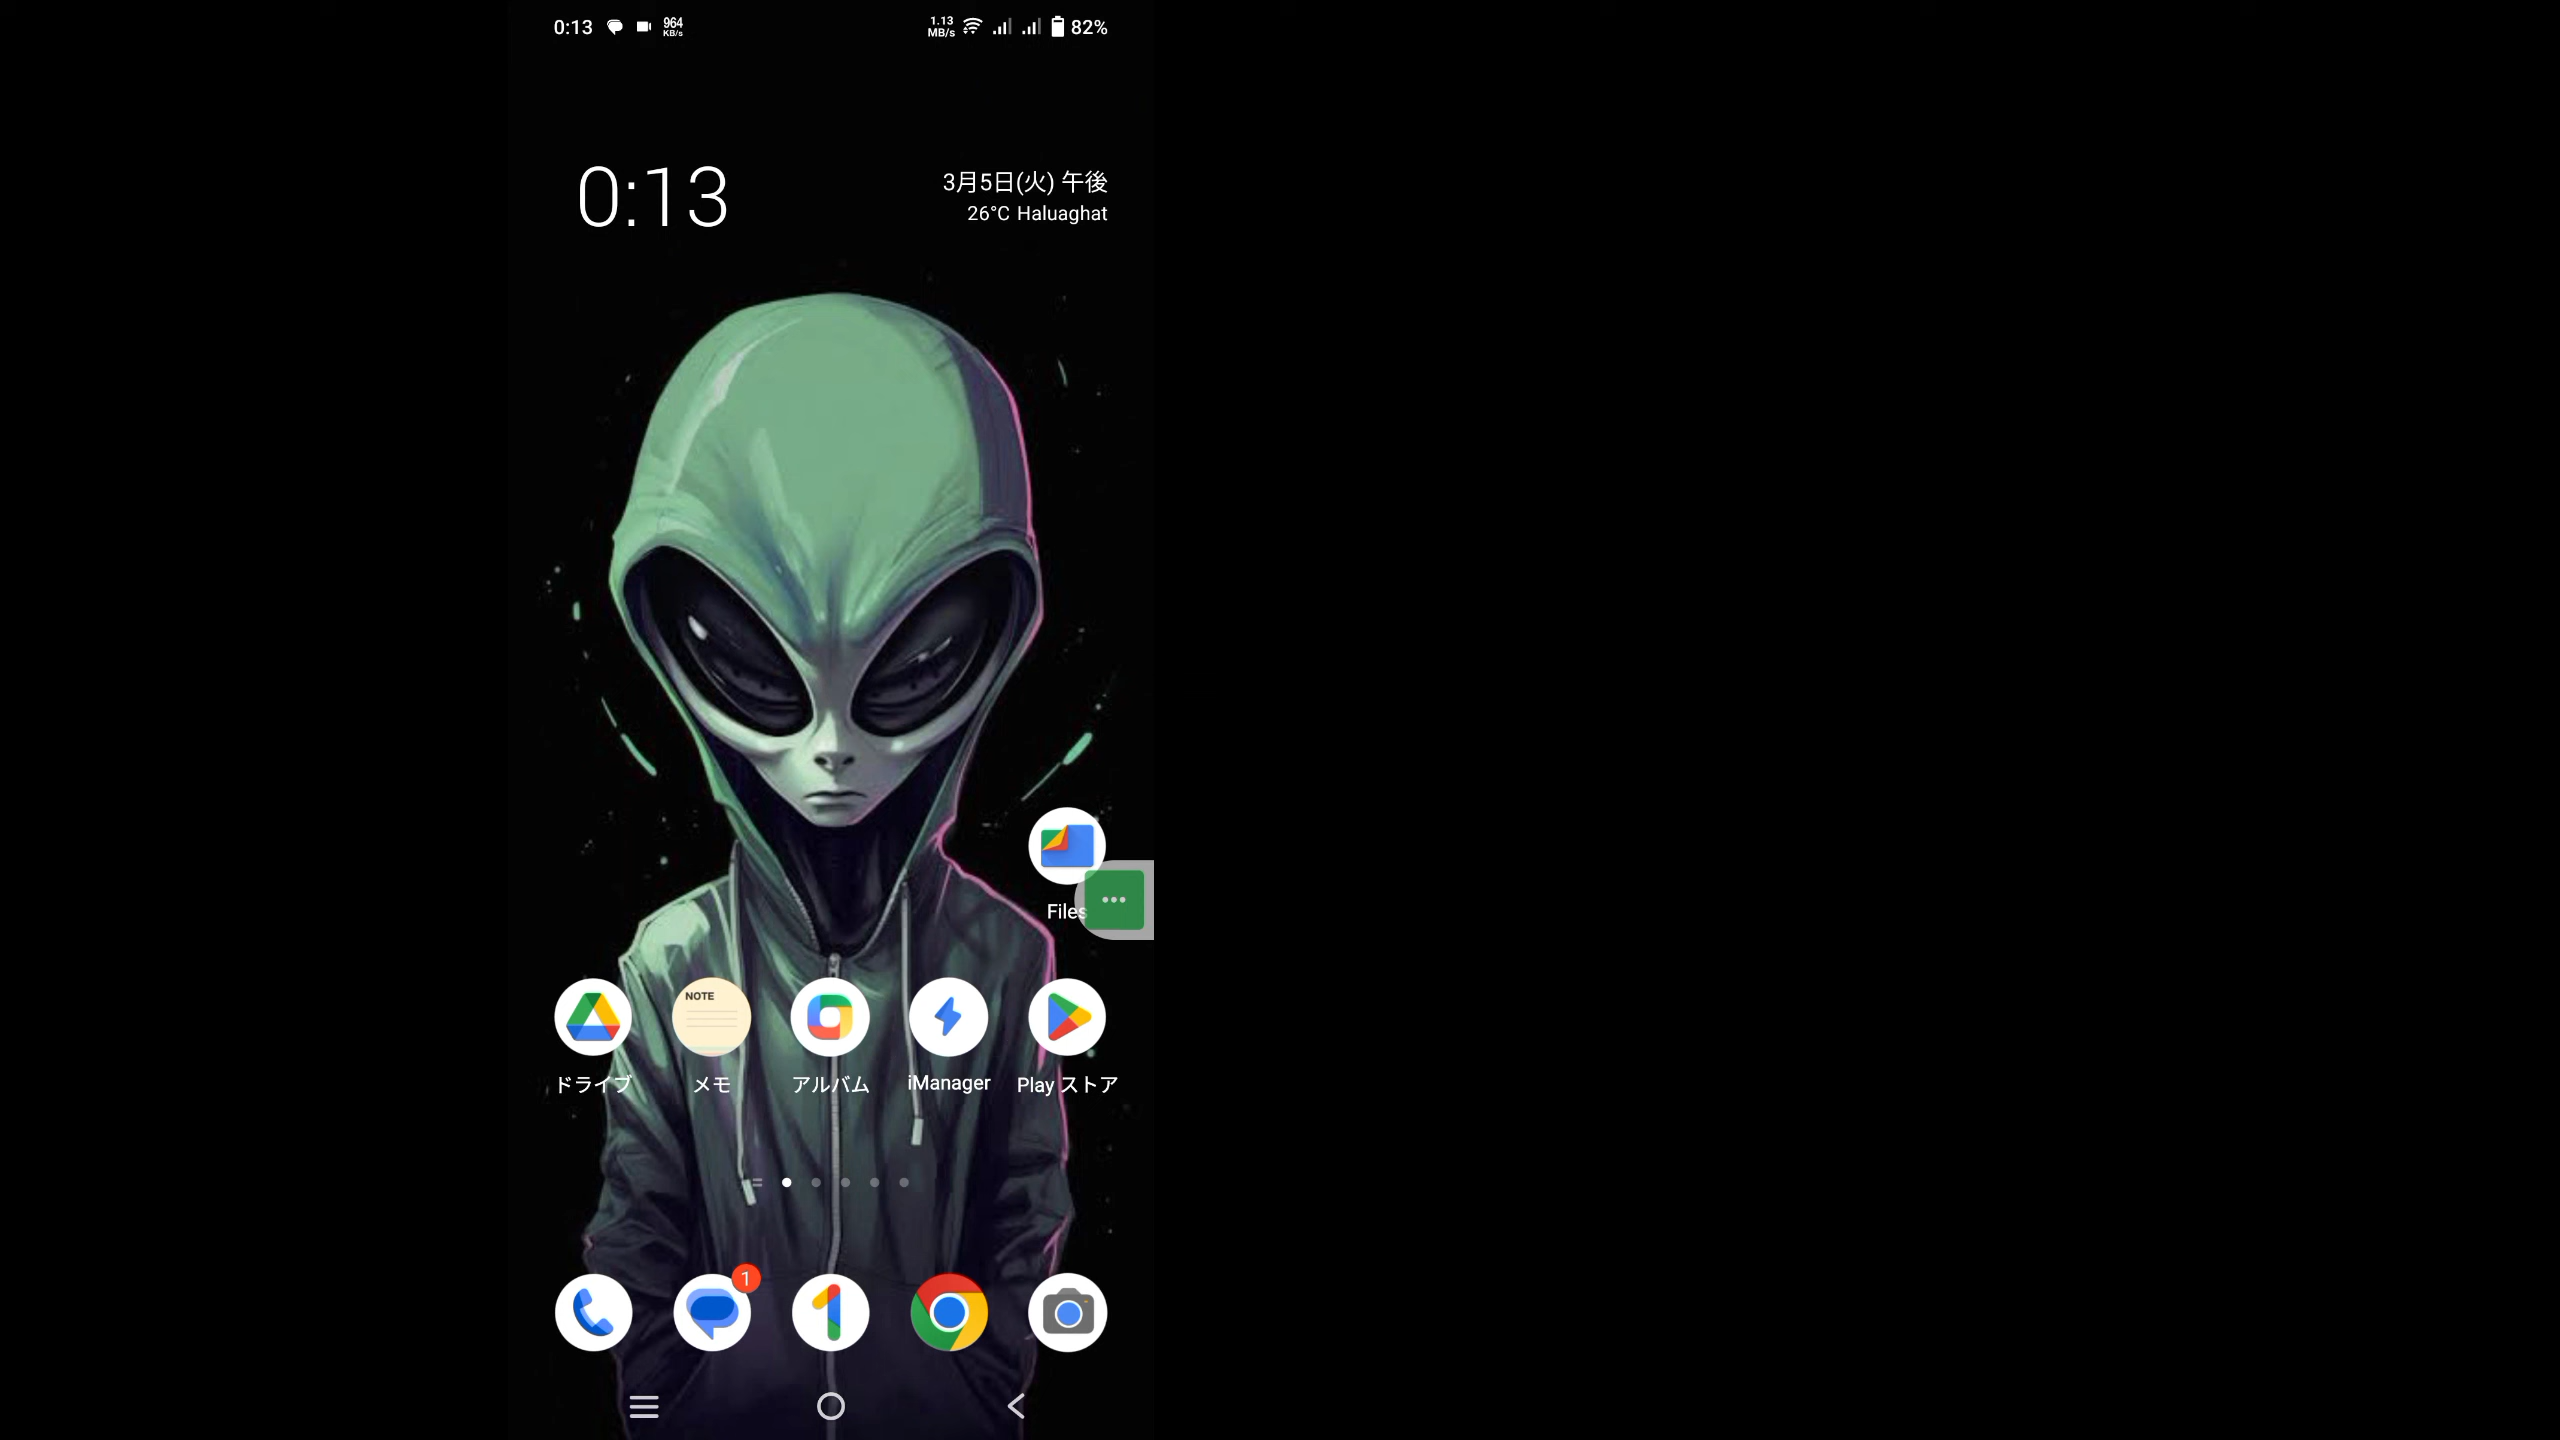 0:13
964
KB/s
1.13
MB/s
82%
0:13
3月5日(火) 午後
26°C Haluaghat
Files
NOTE
ドライブ
メモ
アルバム
iManager
Play ストア
1